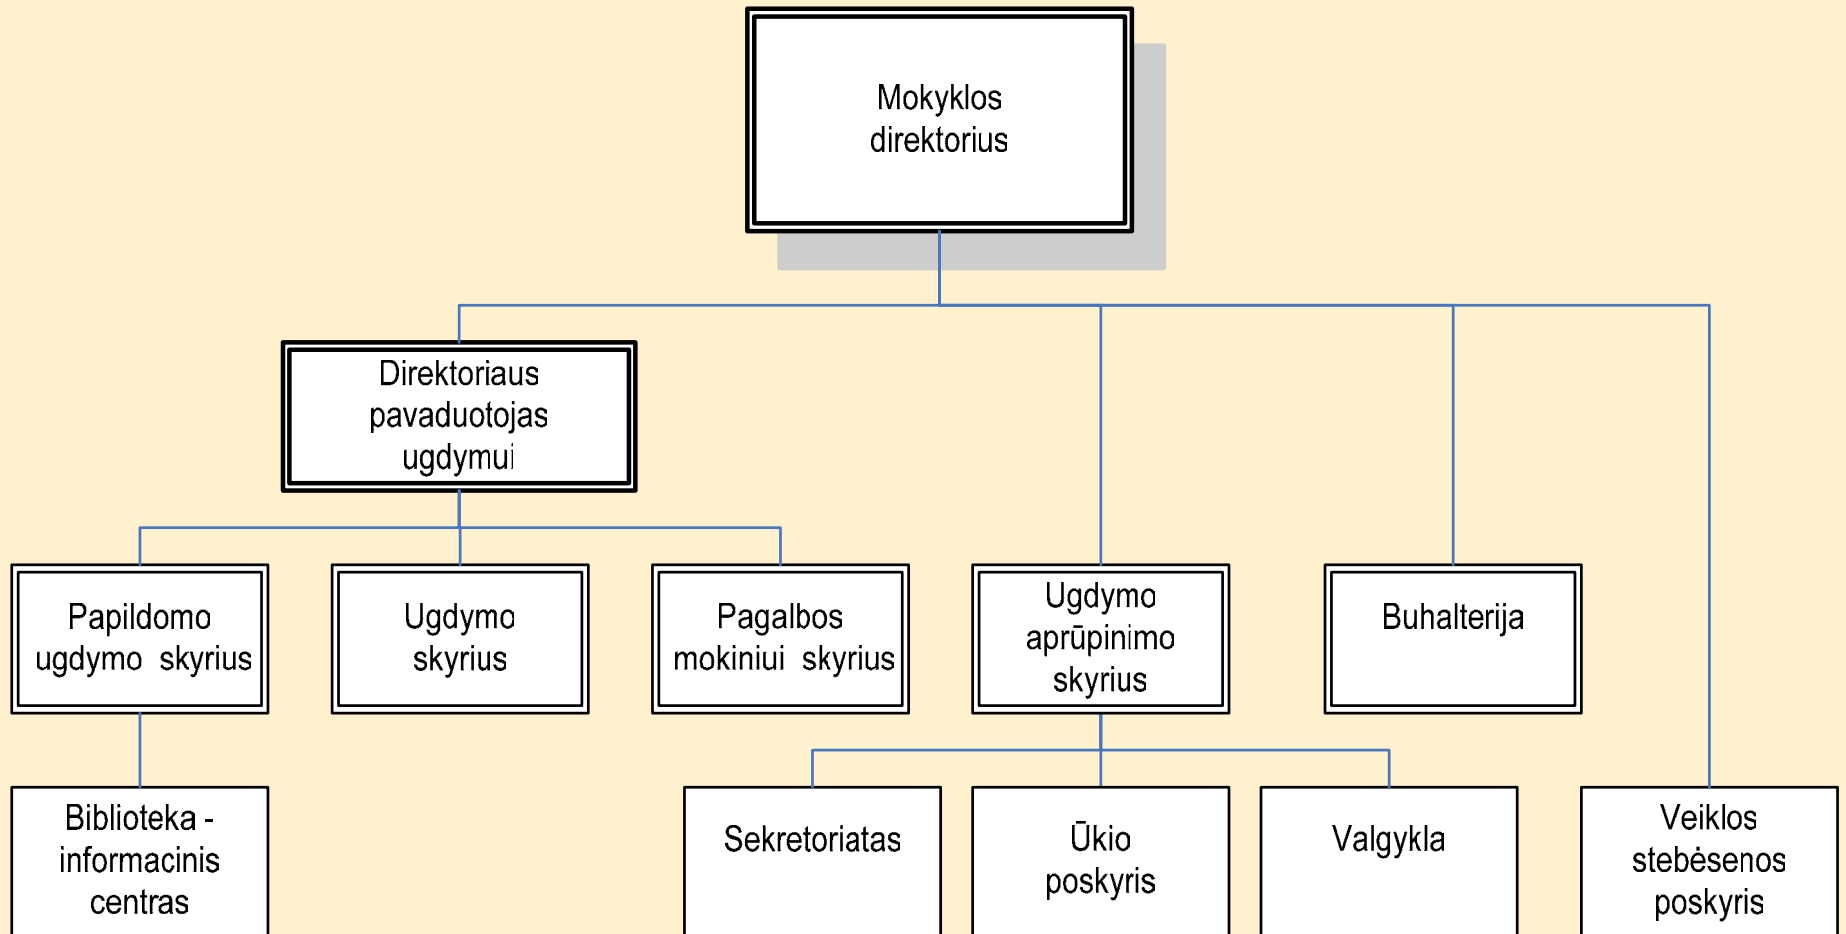 Mokyklos
direktorius
Direktoriaus
pavaduotojas
ugdymui
Papildomo
ugdymo skyrius
Ugdymo
skyrius
Pagalbos
mokiniui skyrius
Ugdymo
aprūpinimo
skyrius
Buhalterija
Biblioteka -
informacinis
centras
Sekretoriatas
Ūkio
poskyris
Valgykla
Veiklos
stebėsenos
poskyris